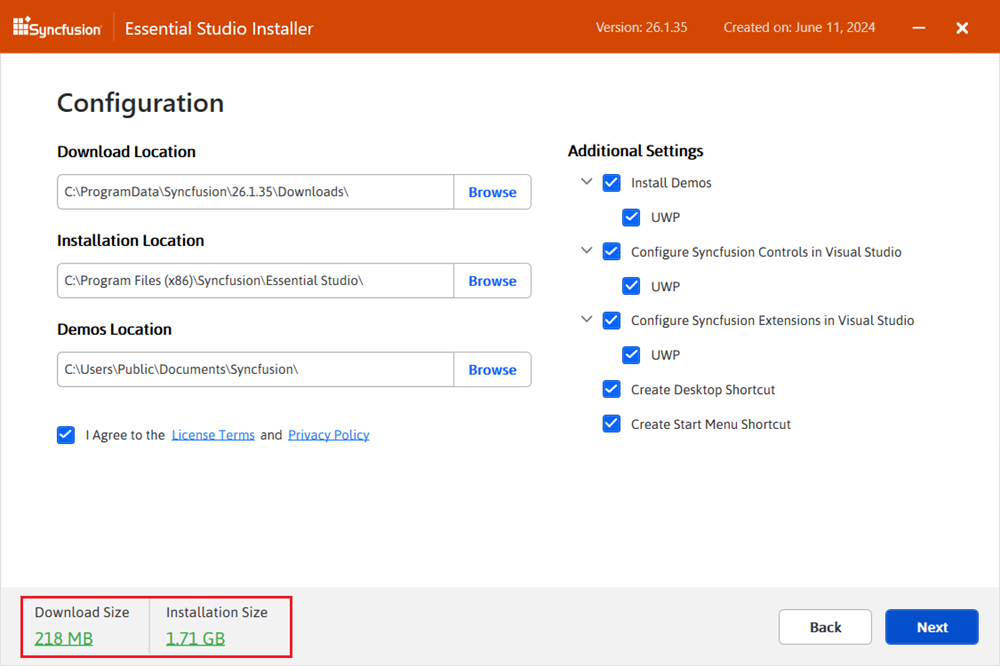 Syncfusion Essential Studio Installer Version: 26.1.35 Created on: June 11, 2024
Configuration
Download Location
C:\ProgramData\Syncfusion\26.1.35\Downloads\ Browse
Installation Location
C:\Program Files (x86)\Syncfusion\Essential Studio\ Browse
Demos Location
C:\Users\Public\Documents\Syncfusion\ Browse
I Agree to the License Terms and Privacy Policy
Additional Settings
Install Demos
UWP
Configure Syncfusion Controls in Visual Studio
UWP
Configure Syncfusion Extensions in Visual Studio
UWP
Create Desktop Shortcut
Create Start Menu Shortcut
Download Size
218 MB
Installation Size
1.71 GB
Back Next